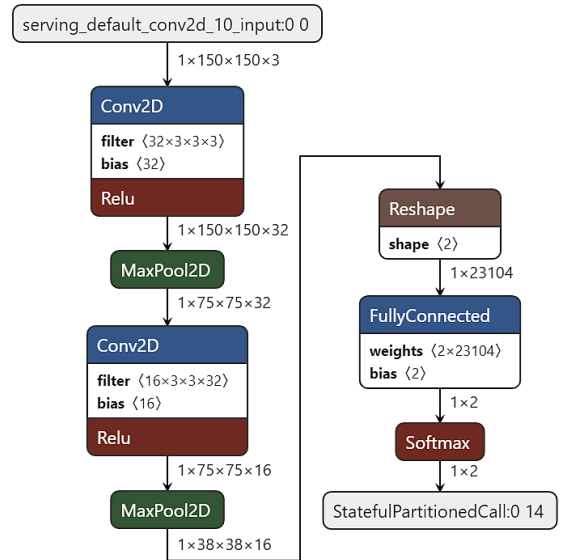 serving_default_conv2d_10_input:0 0
1×150×150×3
Conv2D
filter ⟨32×3×3×3⟩
bias ⟨32⟩
Relu
1×150×150×32
MaxPool2D
1×75×75×32
Conv2D
filter ⟨16×3×3×32⟩
bias ⟨16⟩
Relu
1×75×75×16
MaxPool2D
1×38×38×16
Reshape
shape ⟨2⟩
1×23104
FullyConnected
weights ⟨2×23104⟩
bias ⟨2⟩
1×2
Softmax
1×2
StatefulPartitionedCall:0 14